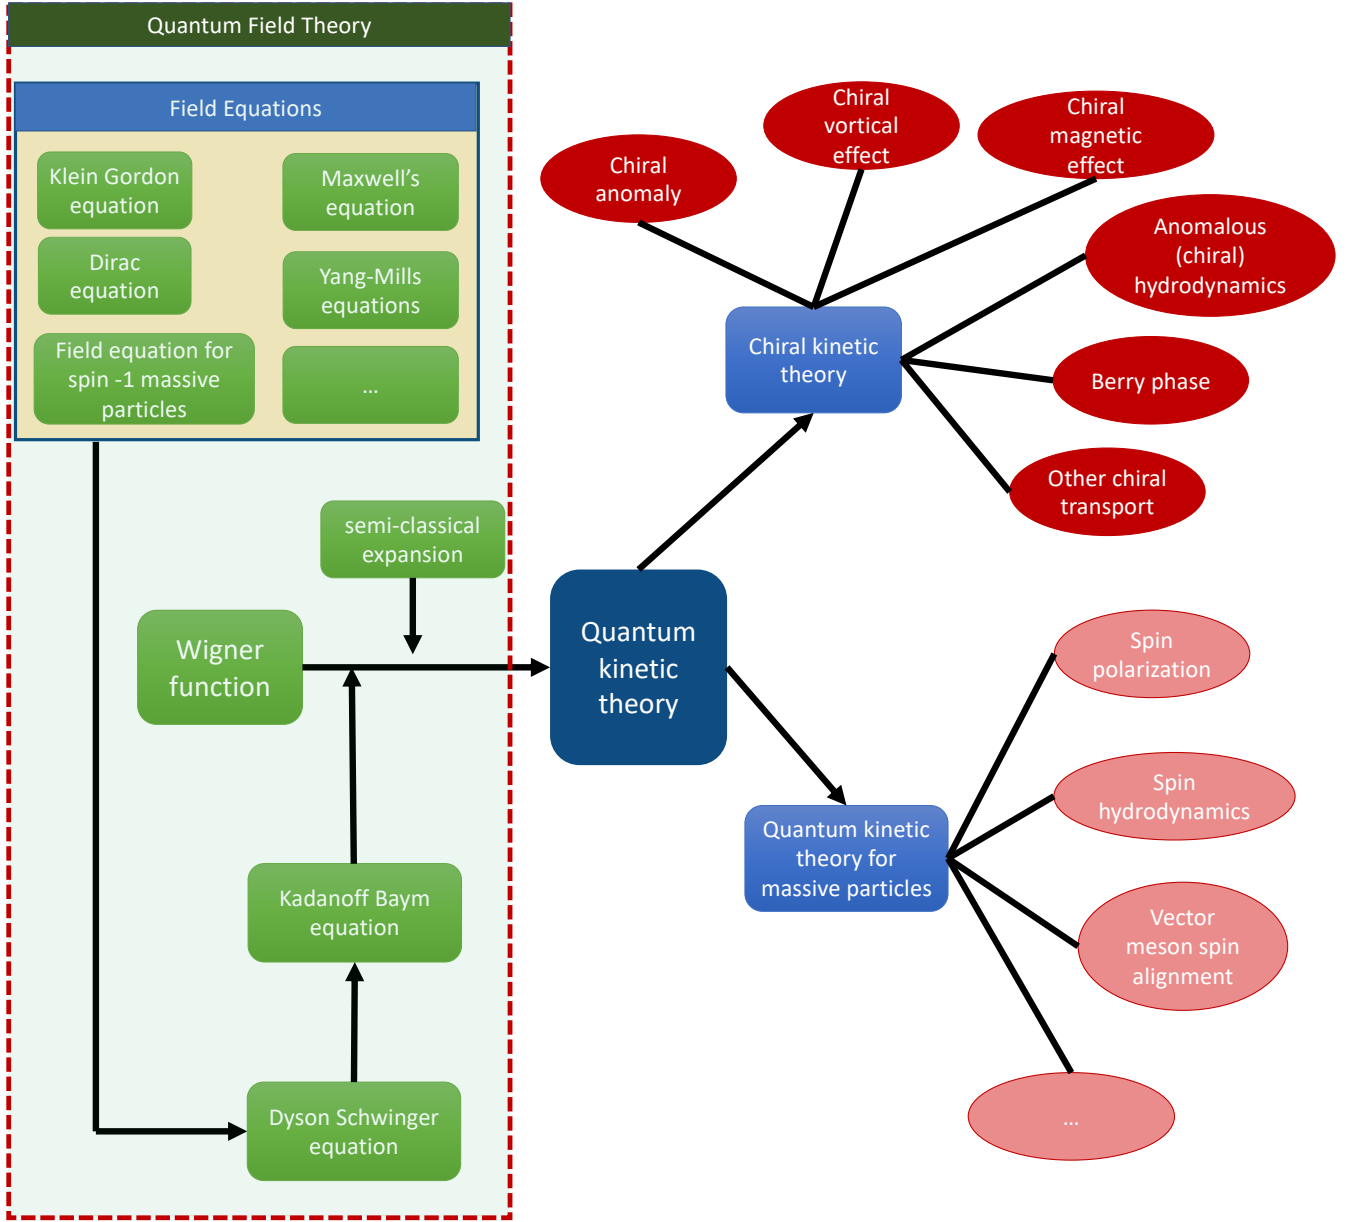 Quantum Field Theory
Field Equations
Klein Gordon
equation
Maxwell’s
equation
Dirac
equation
Yang-Mills
equations
Field equation for
spin -1 massive
particles
...
semi-classical
expansion
Wigner
function
Kadanoff Baym
equation
Dyson Schwinger
equation
Quantum
kinetic
theory
Chiral kinetic
theory
Chiral
anomaly
Chiral
vortical
effect
Chiral
magnetic
effect
Anomalous
(chiral)
hydrodynamics
Berry phase
Other chiral
transport
Quantum kinetic
theory for
massive particles
Spin
polarization
Spin
hydrodynamics
Vector
meson spin
alignment
...